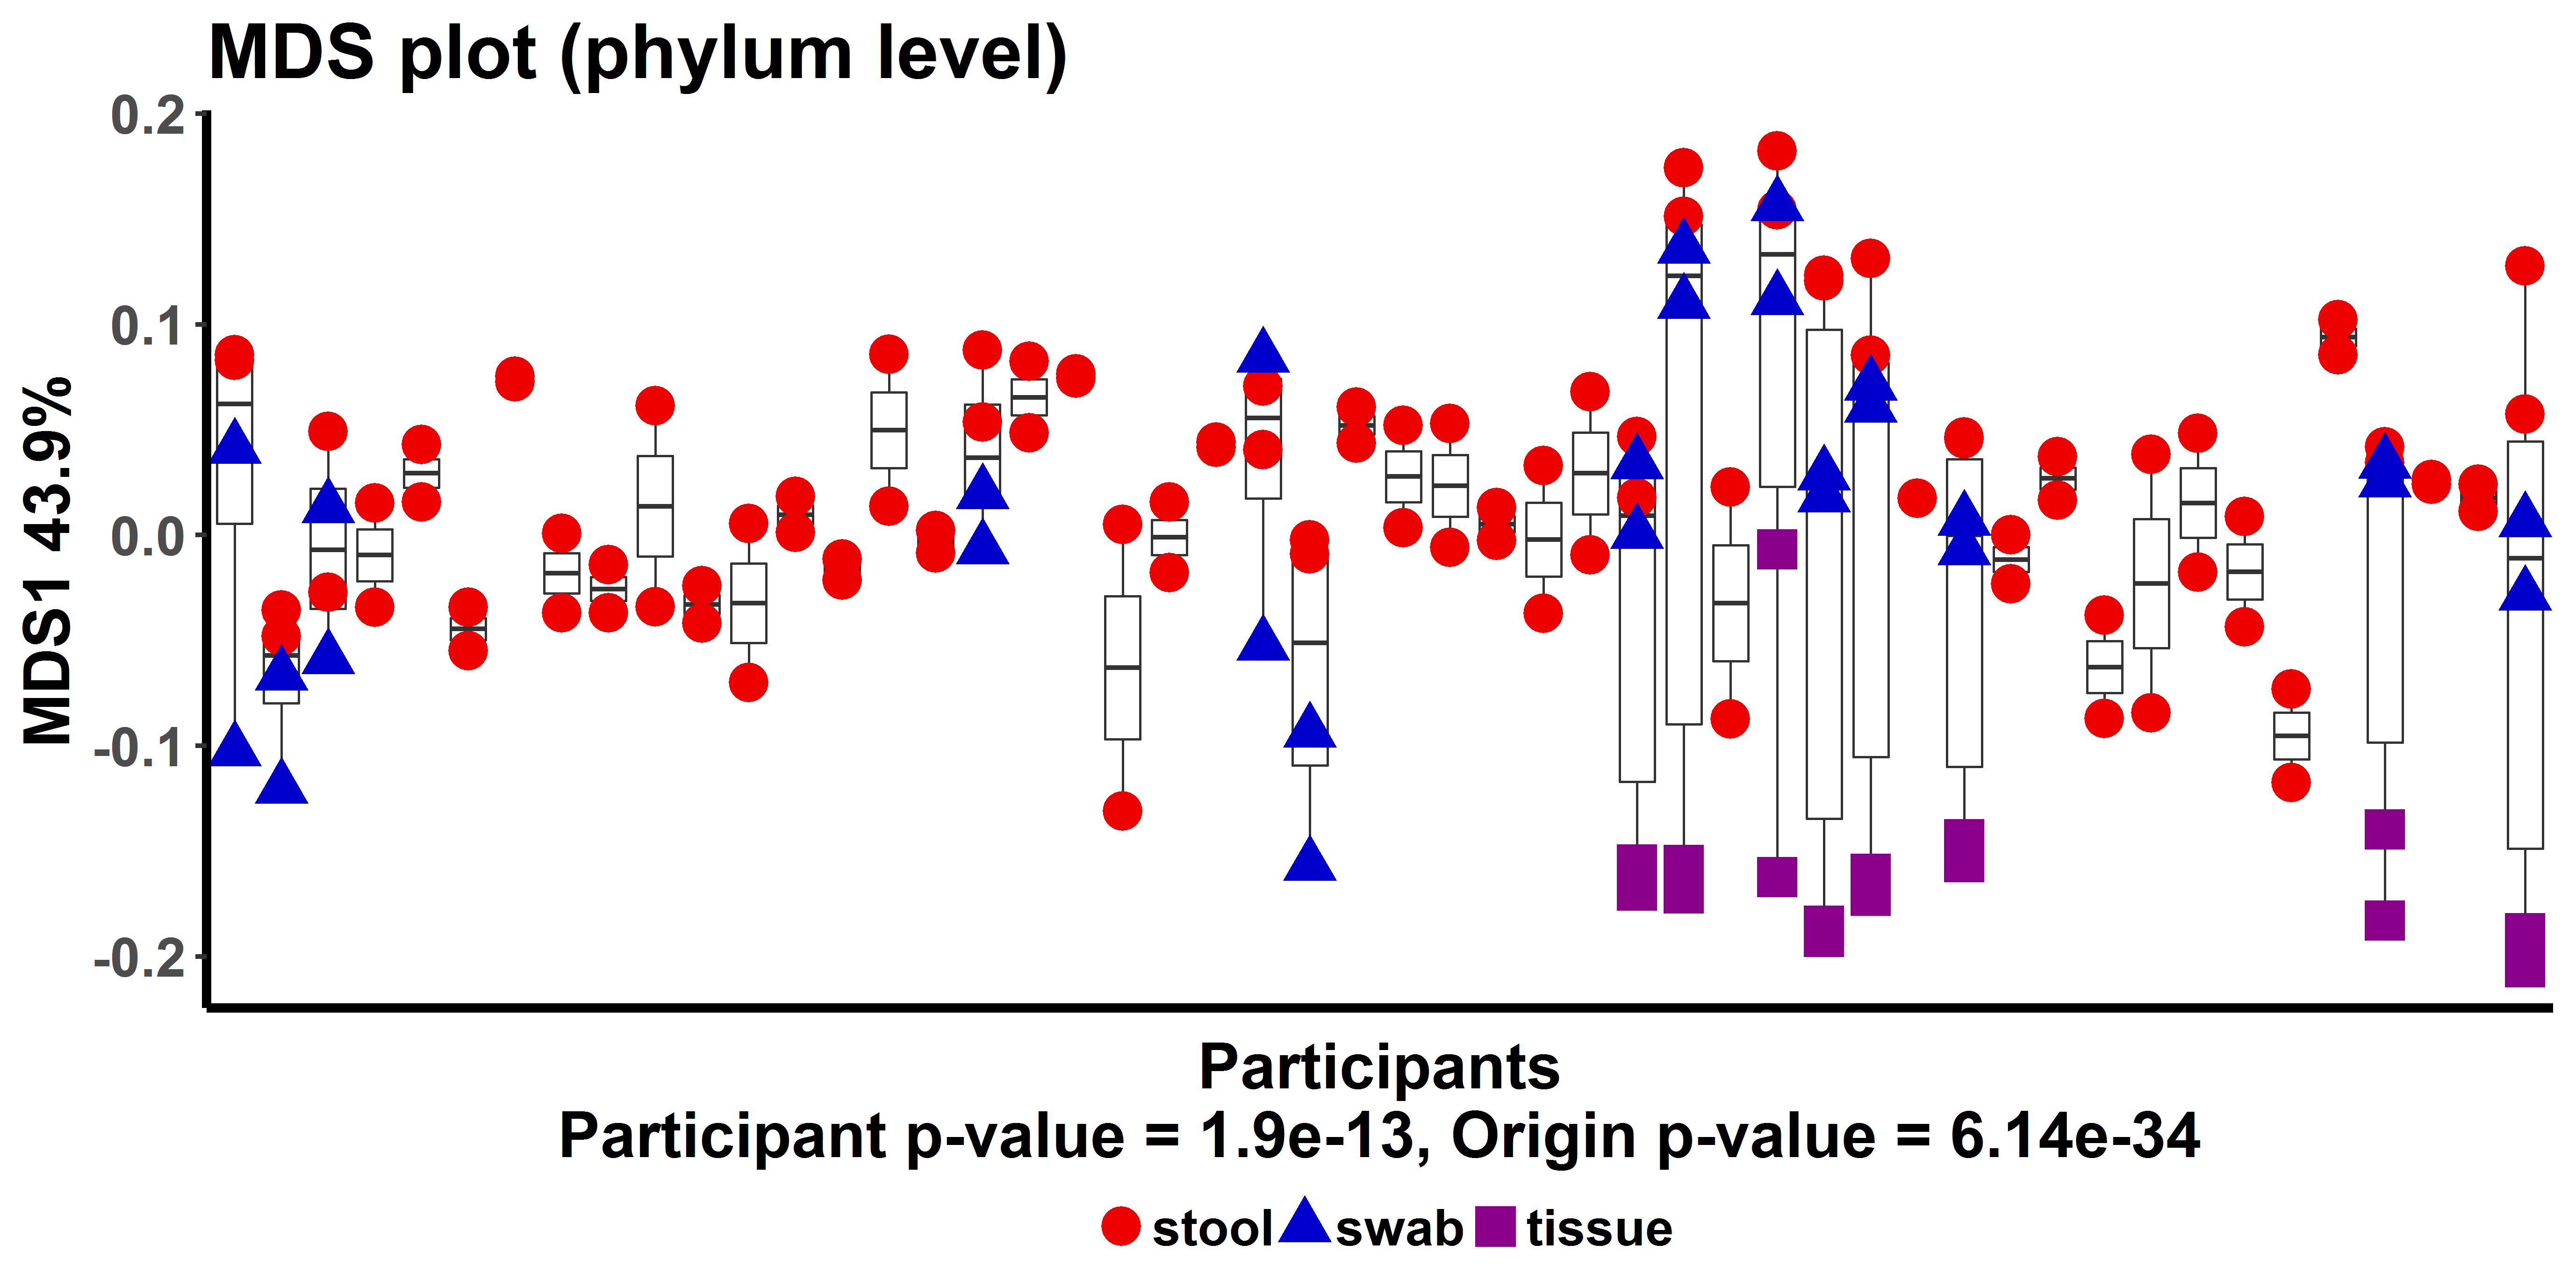 MDS plot (phylum level)
0.2
0.1
0.0
-0.1
-0.2
MDS1 43.9%
Participants
Participant p-value = 1.9e-13, Origin p-value = 6.14e-34
stool swab tissue